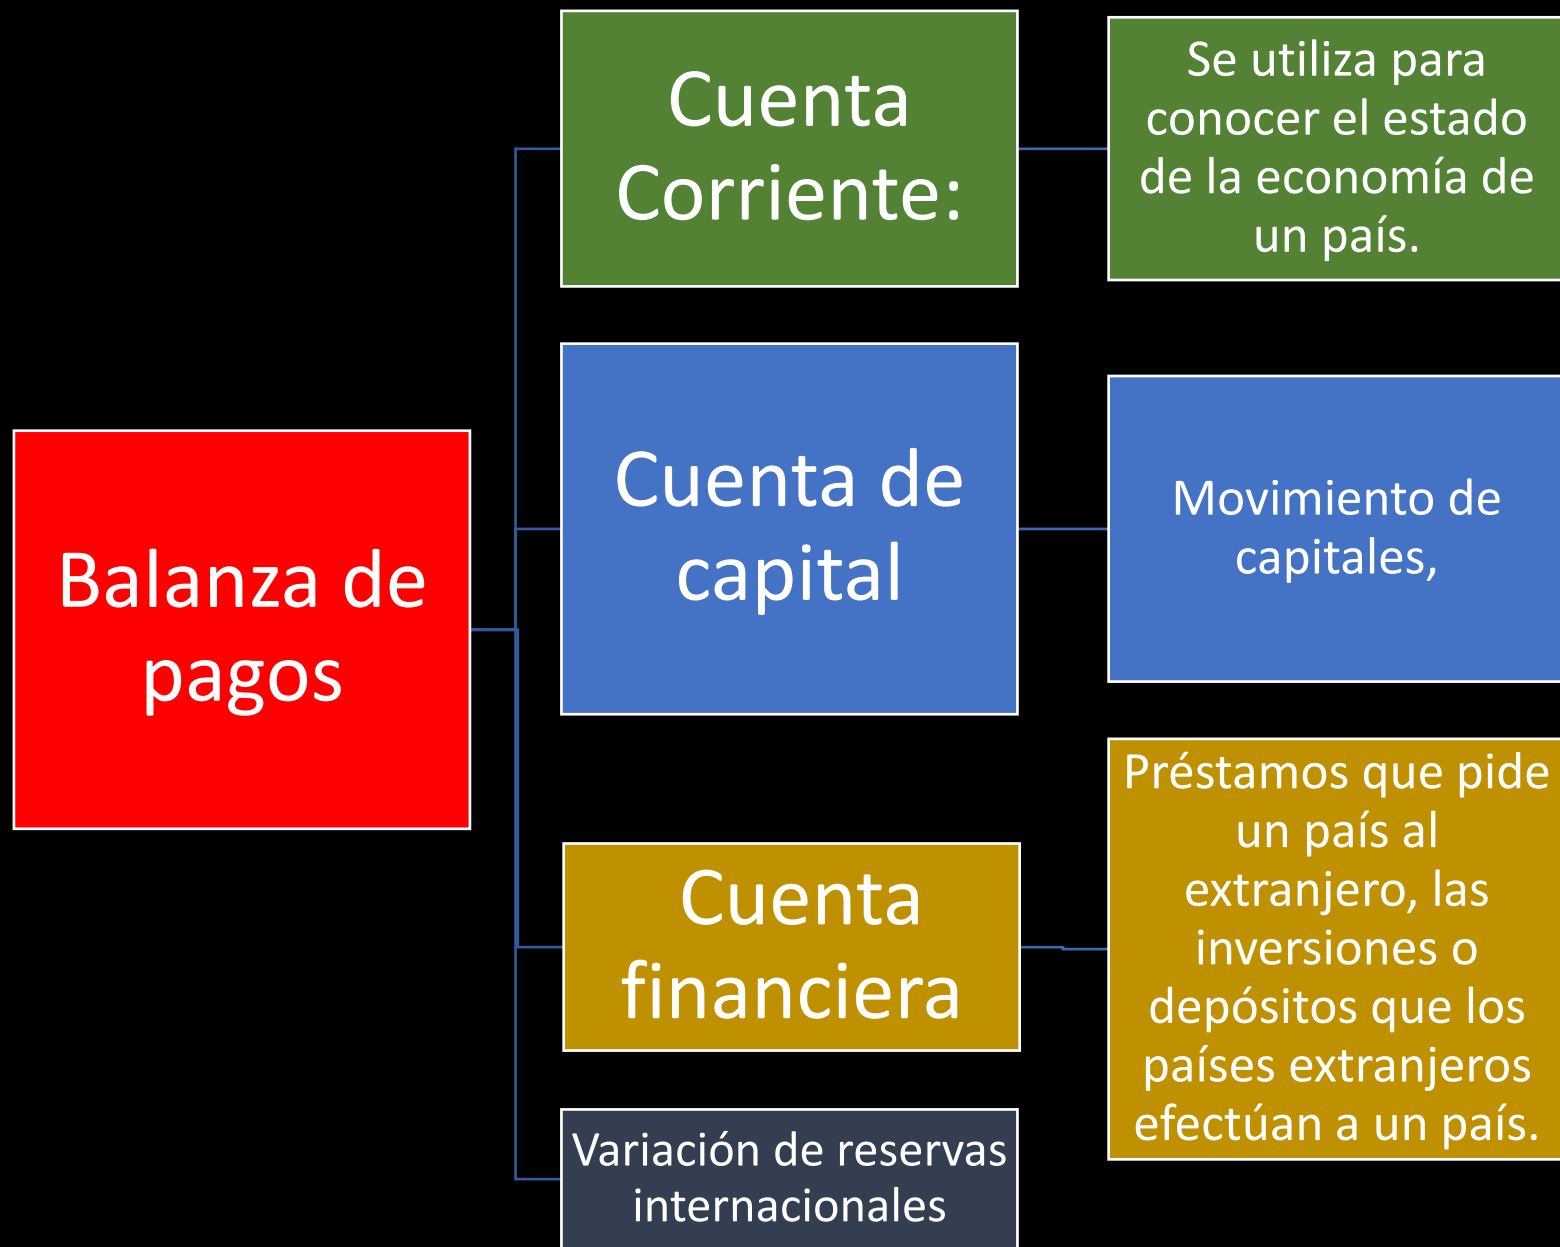 Balanza de
pagos
Cuenta
Corriente:
Se utiliza para
conocer el estado
de la economía de
un país.
Cuenta de
capital
Movimiento de
capitales,
Cuenta
financiera
Préstamos que pide
un país al
extranjero, las
inversiones o
depósitos que los
países extranjeros
efectúan a un país.
Variación de reservas
internacionales